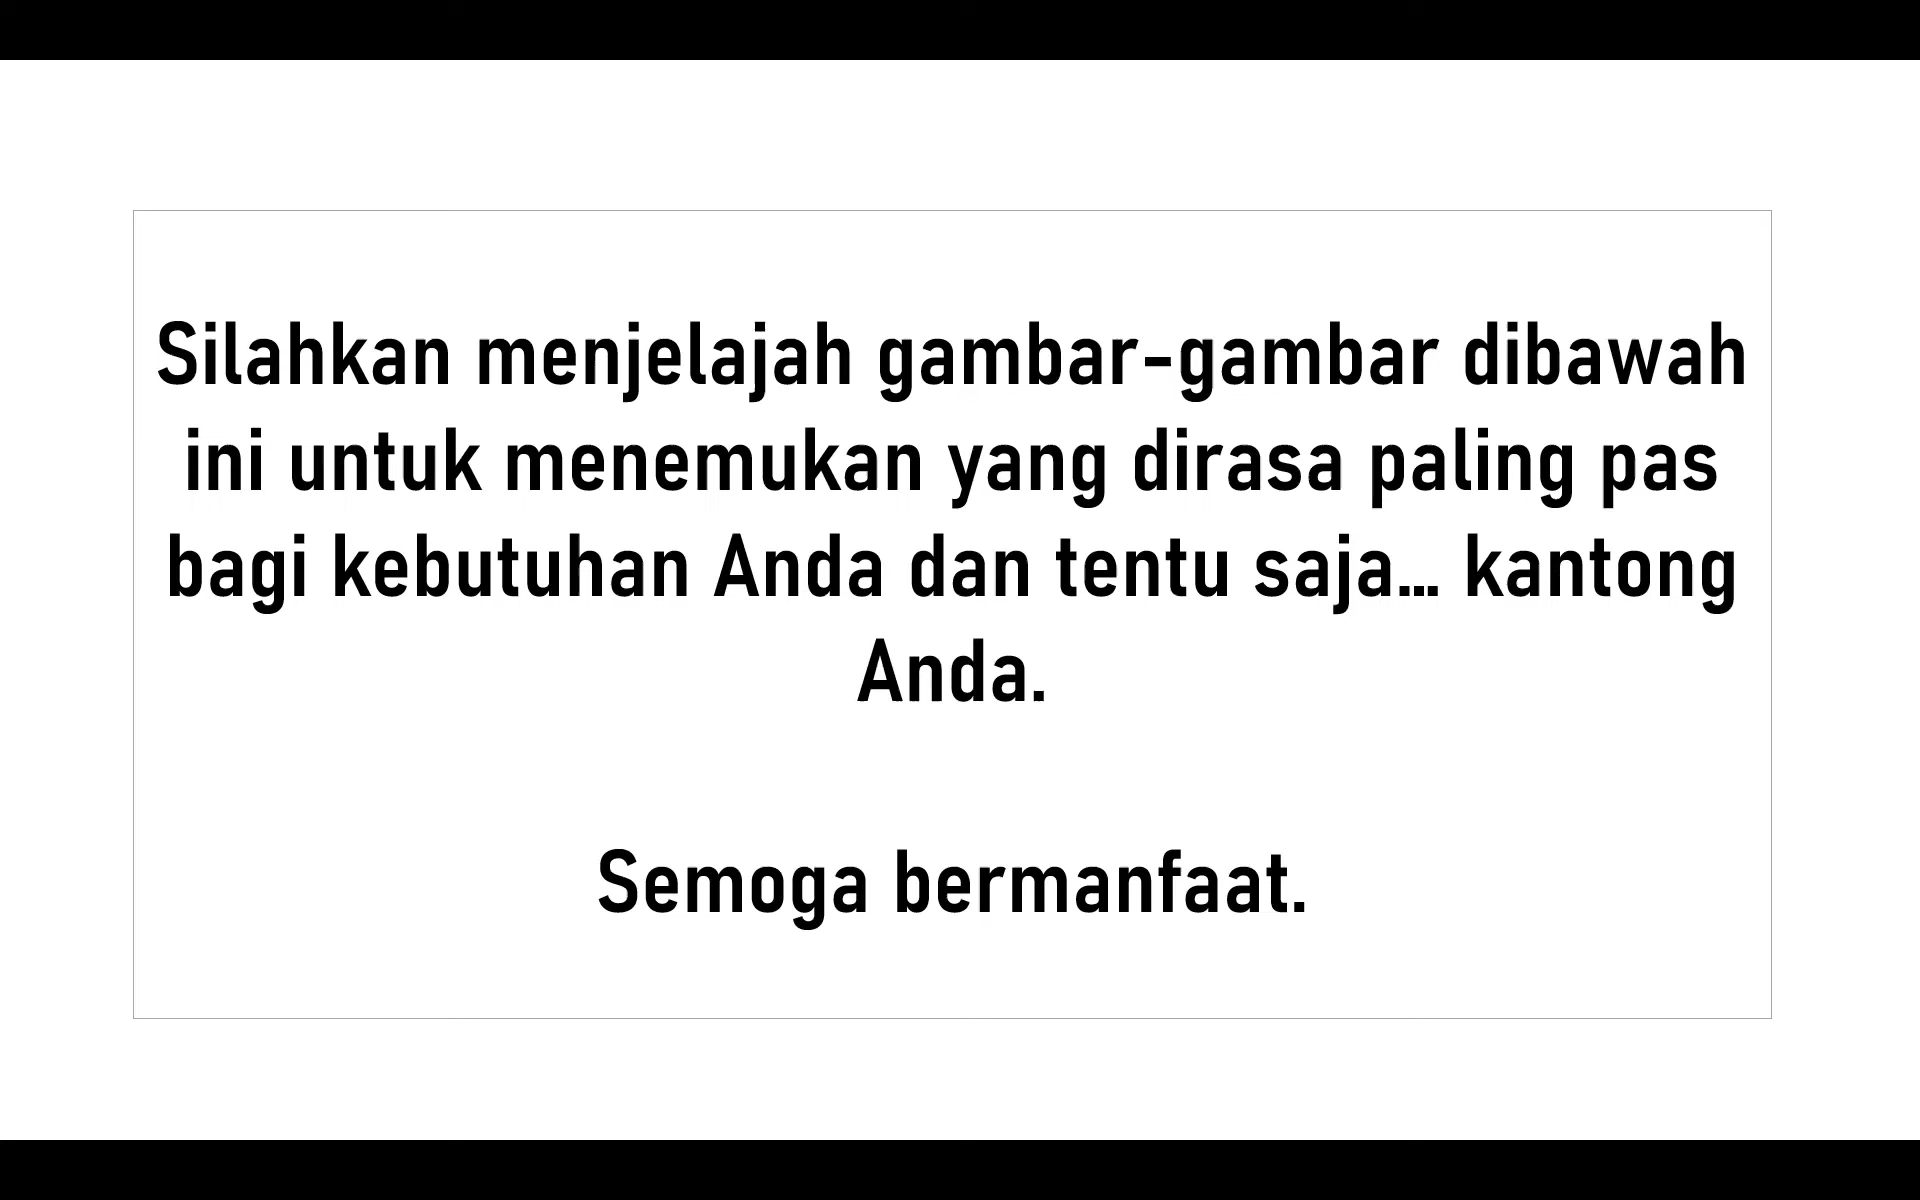 Silahkan menjelajah gambar-gambar dibawah
ini untuk menemukan yang dirasa paling pas
bagi kebutuhan Anda dan tentu saja... kantong
Anda.
Semoga bermanfaat.